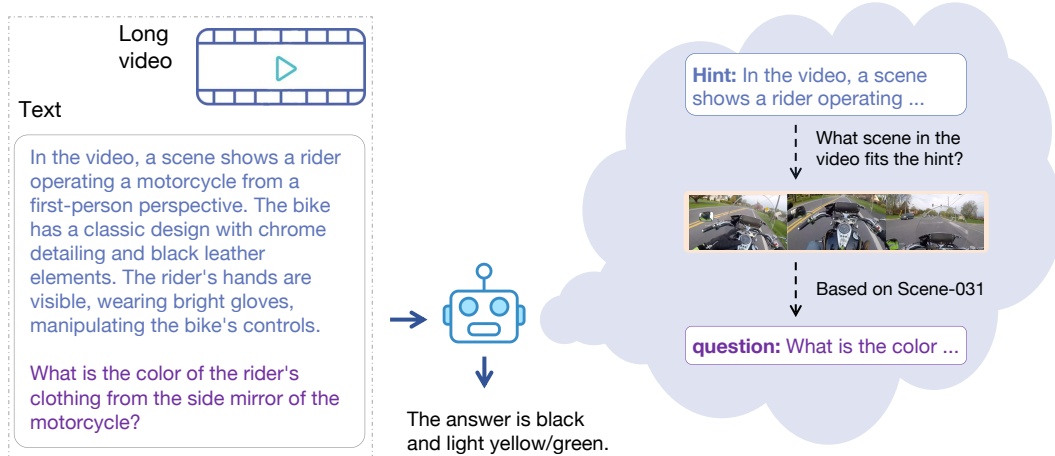 Long
video
Text
In the video, a scene shows a rider
operating a motorcycle from a
first-person perspective. The bike
has a classic design with chrome
detailing and black leather
elements. The rider's hands are
visible, wearing bright gloves,
manipulating the bike's controls.
What is the color of the rider's
clothing from the side mirror of the
motorcycle?
The answer is black
and light yellow/green.
Hint: In the video, a scene
shows a rider operating ...
What scene in the
video fits the hint?
Based on Scene-031
question: What is the color ...